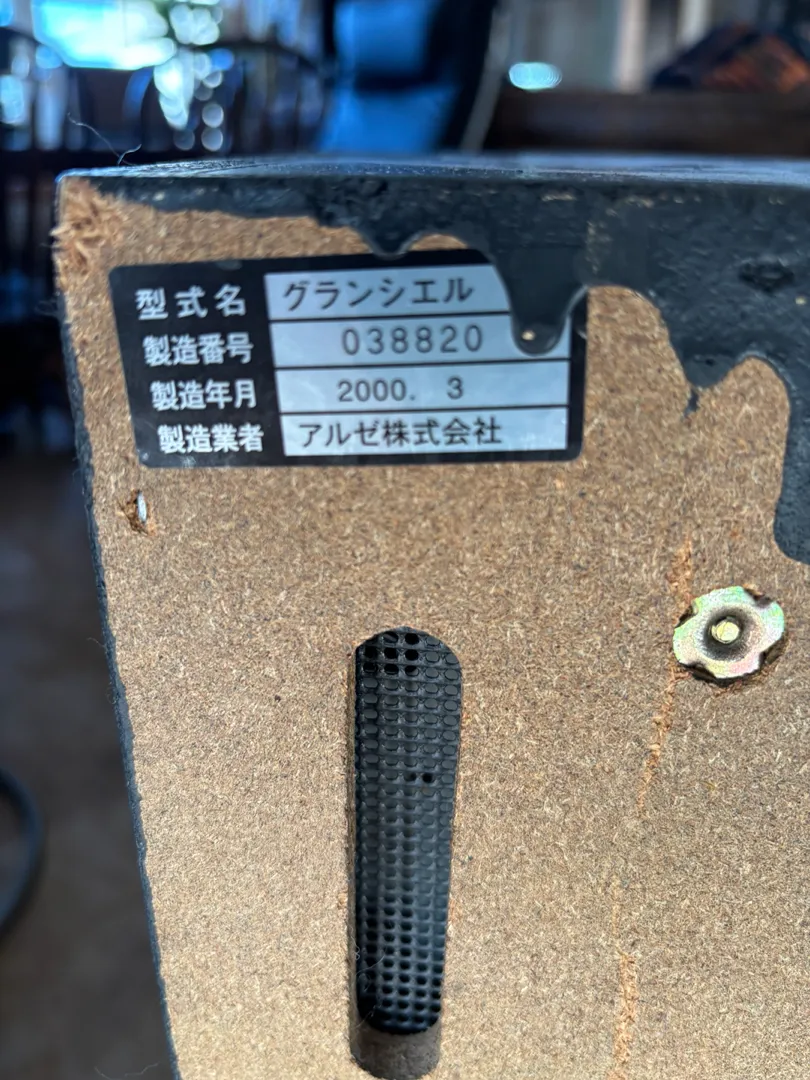 型式名 グランシエル
製造番号 038820
製造年月 2000. 3
製造業者 アルゼ株式会社